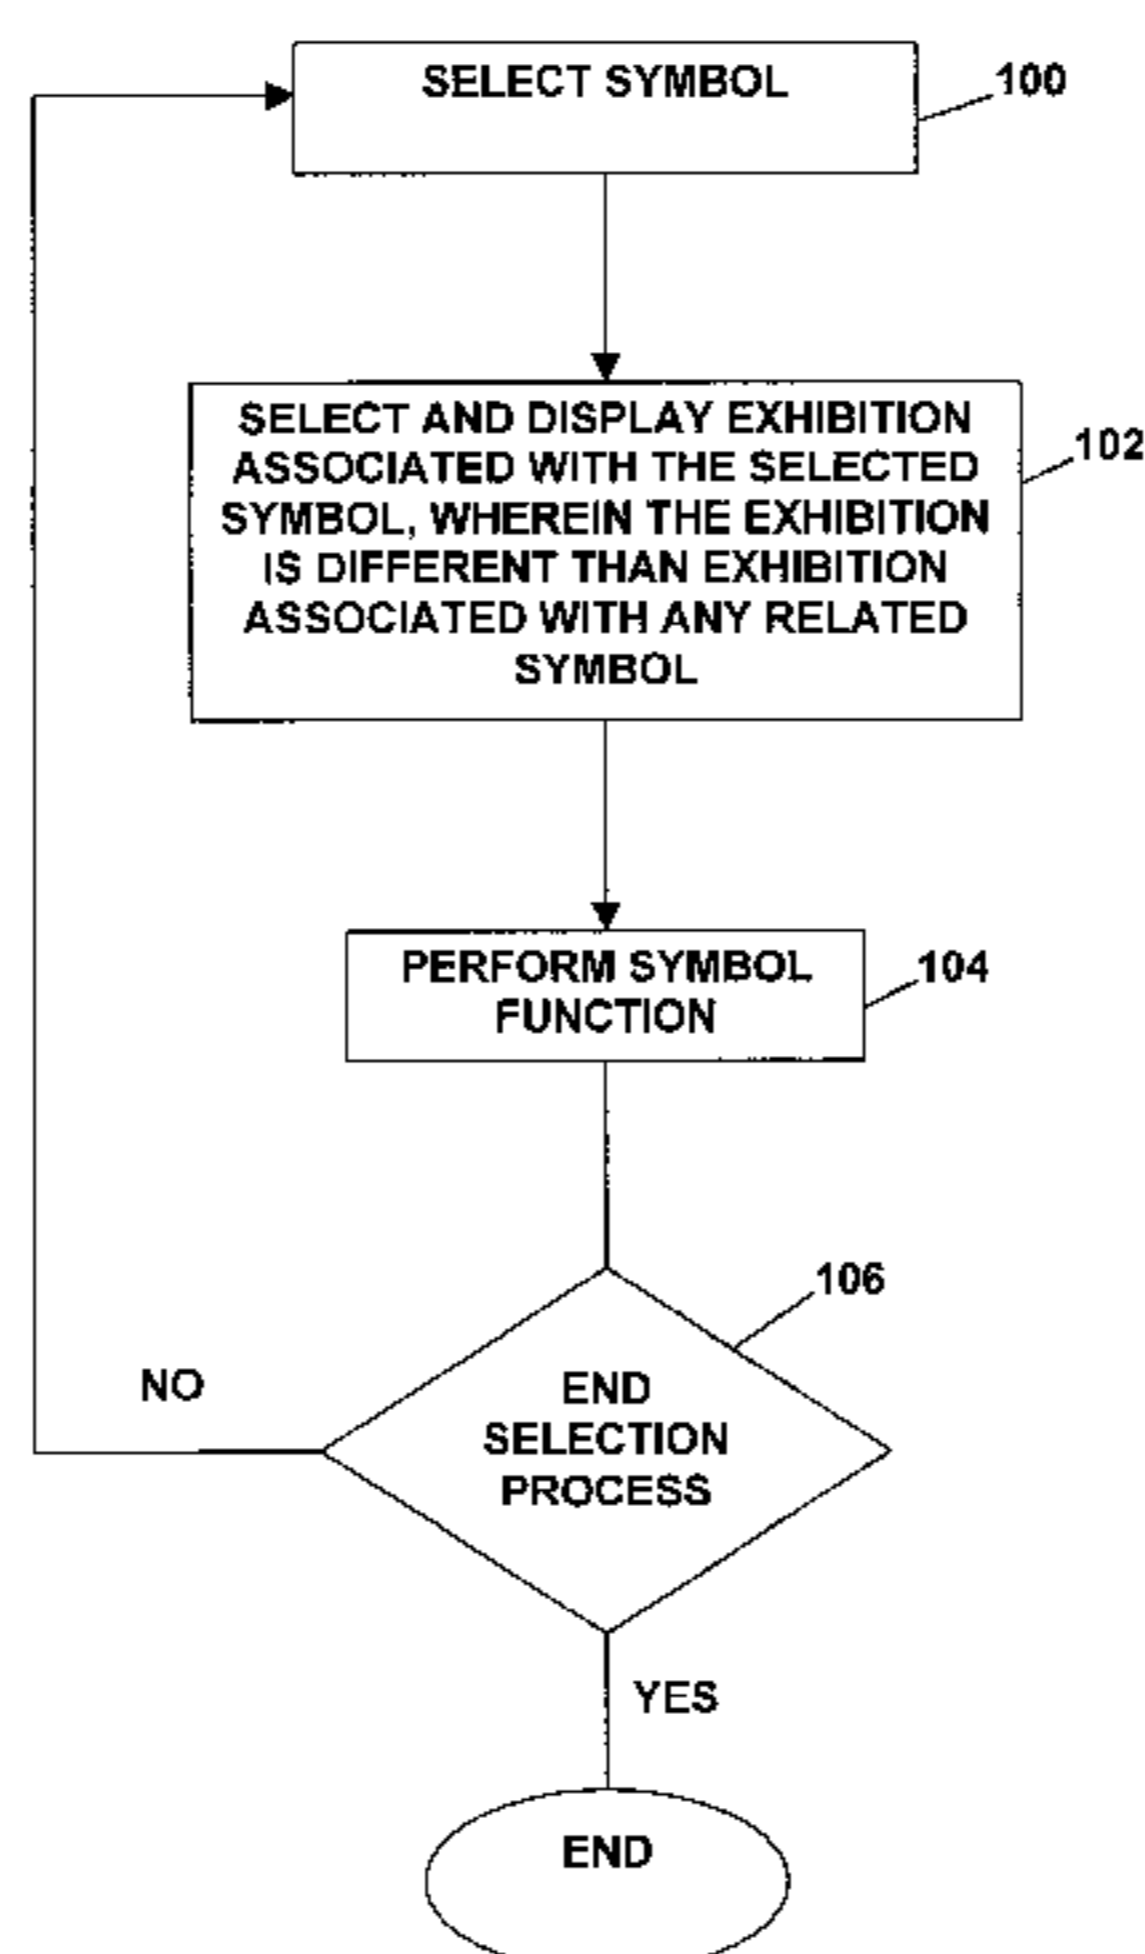 SELECT SYMBOL
100
SELECT AND DISPLAY EXHIBITION
ASSOCIATED WITH THE SELECTED
SYMBOL, WHEREIN THE EXHIBITION
IS DIFFERENT THAN EXHIBITION
ASSOCIATED WITH ANY RELATED
SYMBOL
102
PERFORM SYMBOL
FUNCTION
104
106
END
SELECTION
PROCESS
NO
YES
END